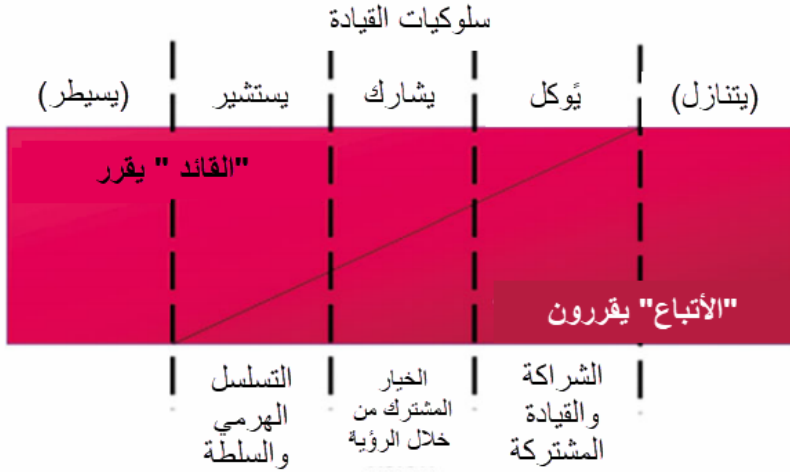 سلوكيات القيادة
(يتنازل) يُوكل يشارك يستشير (يسيطر)
"القائد " يقرر
"الأتباع" يقررون
الشراكة
والقيادة
المشتركة
الخيار
المشترك من
خلال الرؤية
التسلسل
الهرمي
والسلطة